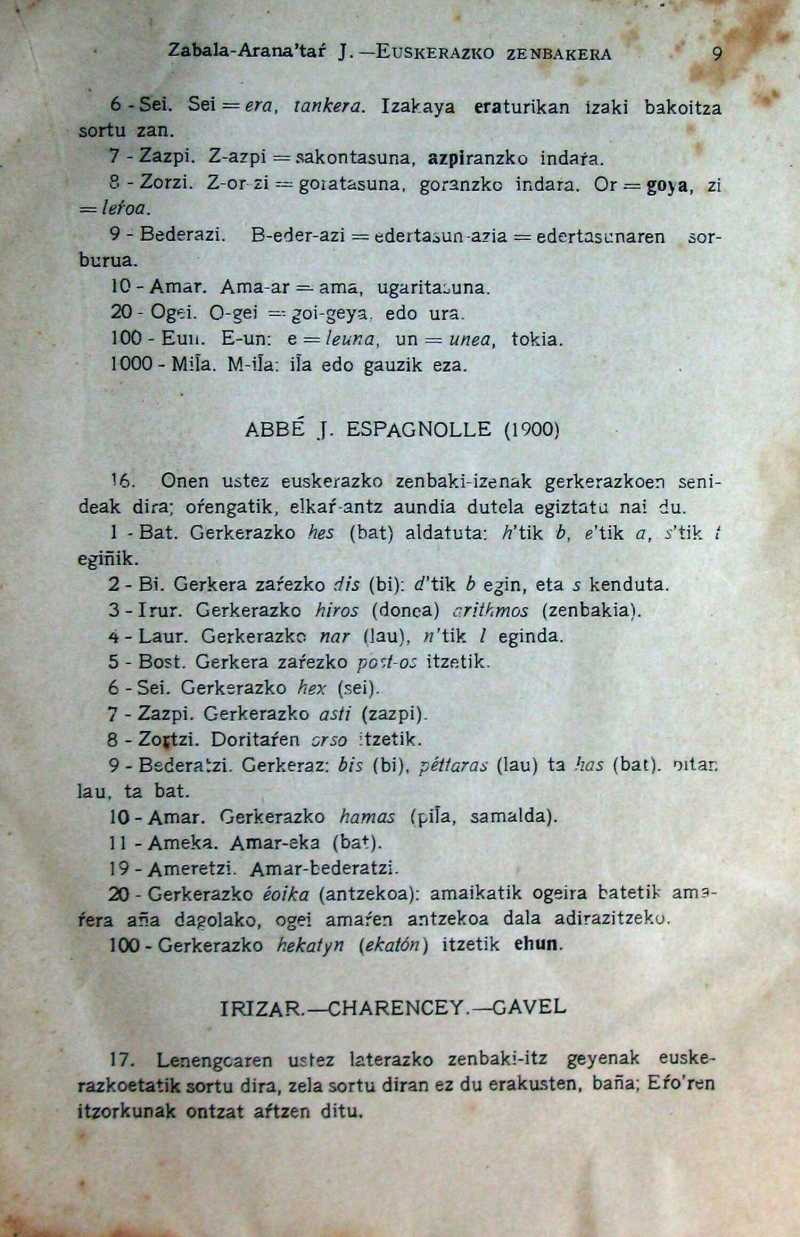 Zabala-Arana'taŕ J.—EUSKERAZKO ZENBAKERA 9
6 - Sei. Sei = era, tankera. Izakaya eraturikan izaki bakoitza
sortu zan.
7 - Zazpi. Z-azpi = sakontasuna, azpiranzko indaŕa.
8 - Zorzi. Z-or-zi = goratasuna, goranzko indara. Or = goya, zi
= leŕoa.
9 - Bederazi. B-eder-azi = edertasun-azia = edertasunaren sor-
burua.
10 - Amar. Ama-ar = ama, ugaritasuna.
20 - Ogei. O-gei = goi-geya, edo ura.
100 - Eun. E-un: e = leuna, un = unea, tokia.
1000 - Mil̃a. M-il̃a: il̃a edo gauzik eza.
ABBÉ J. ESPAGNOLLE (1900)
16. Onen ustez euskerazko zenbaki-izenak gerkerazkoen seni-
deak dira; oŕengatik, elkaŕ-antz aundia dutela egiztatu nai du.
1 - Bat. Gerkerazko hes (bat) aldatuta: h'tik b, e'tik a, s'tik t
egiñik.
2 - Bi. Gerkera zaŕezko dis (bi): d'tik b egin, eta s kenduta.
3 - Irur. Gerkerazko hiros (donea) arithmos (zenbakia).
4 - Laur. Gerkerazko nar (lau), n'tik l eginda.
5 - Bost. Gerkera zaŕezko post-os itzetik.
6 - Sei. Gerkerazko hex (sei).
7 - Zazpi. Gerkerazko asti (zazpi).
8 - Zortzi. Doritaŕen orso itzetik.
9 - Bederatzi. Gerkeraz: bis (bi), péttaras (lau) ta has (bat). bitan
lau, ta bat.
10 - Amar. Gerkerazko hamas (pil̃a, samalda).
11 - Ameka. Amar-eka (bat).
19 - Ameretzi. Amar-bederatzi.
20 - Gerkerazko éoika (antzekoa): amaikatik ogeira batetik ama-
ŕera aña dagolako, ogei amaŕen antzekoa dala adirazitzeko.
100 - Gerkerazko hekatyn (ekatón) itzetik ehun.
IRIZAR.—CHARENCEY.—GAVEL
17. Lenengoaren ustez laterazko zenbaki-itz geyenak euske-
razkoetatik sortu dira, zela sortu diran ez du erakusten, baña; Eŕo'ren
itzorkunak ontzat aŕtzen ditu.